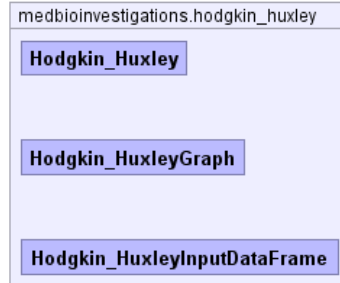 medbioinvestigations.hodgkin_huxley
Hodgkin_Huxley
Hodgkin_HuxleyGraph
Hodgkin_HuxleyInputDataFrame